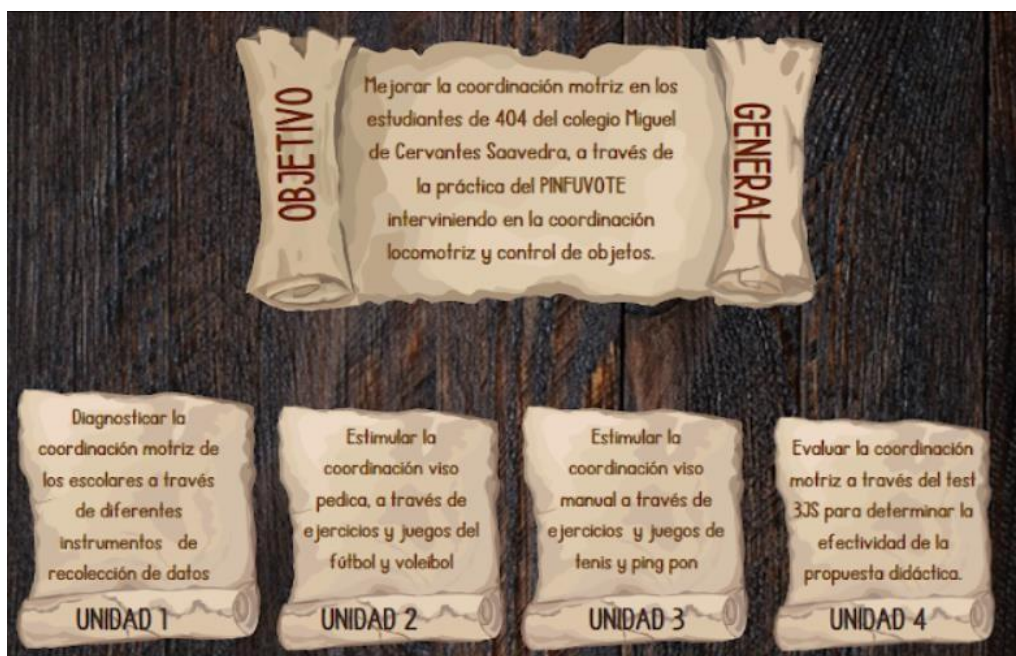 OBJETIVO
Mejorar la coordinación motriz en los
estudiantes de 404 del colegio Miguel
de Cervantes Saavedra, a través de
la práctica del PINFUVOTE
interviniendo en la coordinación
locomotriz y control de objetos.
GENERAL
Diagnosticar la
coordinación motriz de
los escolares a través
de diferentes
instrumentos de
recolección de datos
UNIDAD 1
Estimular la
coordinación viso
pedica, a través de
ejercicios y juegos del
fútbol y voleibol
UNIDAD 2
Estimular la
coordinación viso
manual a través de
ejercicios y juegos de
tenis y ping pon
UNIDAD 3
Evaluar la coordinación
motriz a través del test
3JS para determinar la
efectividad de la
propuesta didáctica.
UNIDAD 4